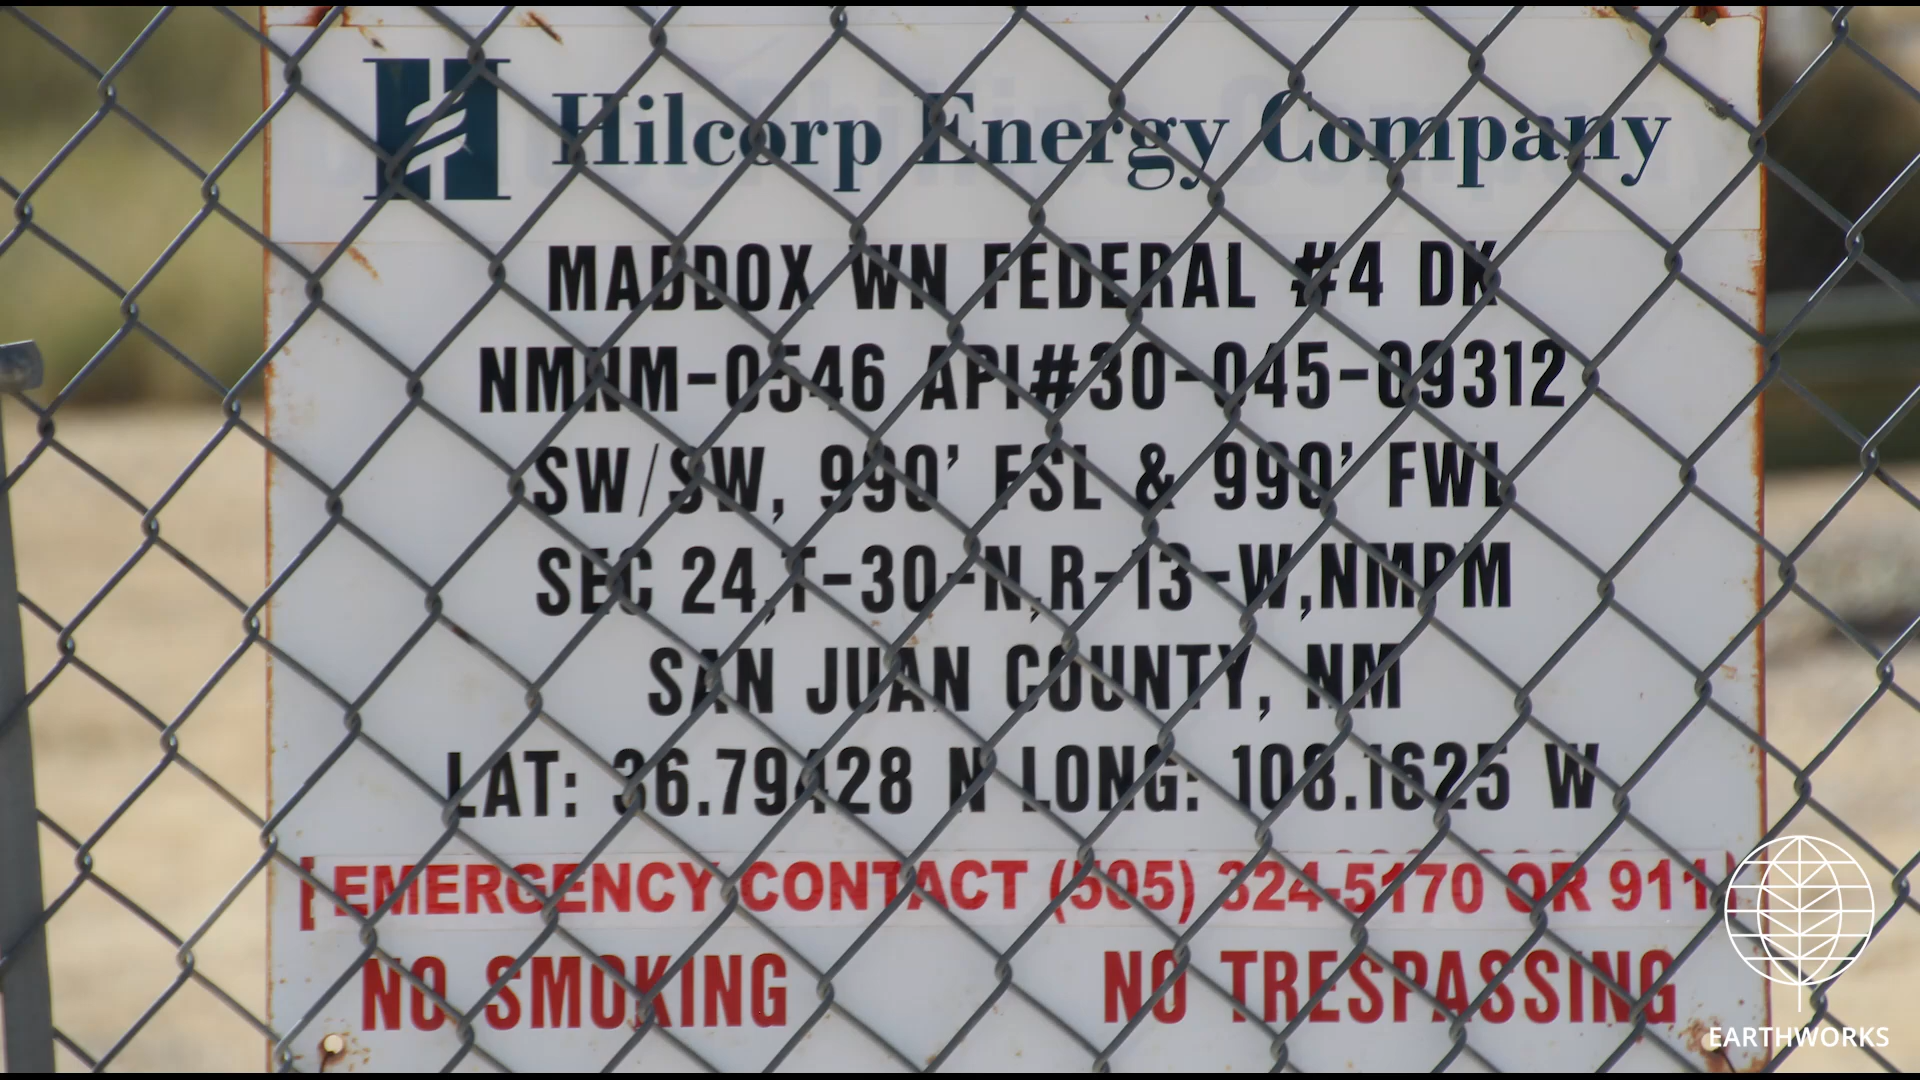 Hilcorp Energy Company
MADDOX WN FEDERAL #4 DK
NMNM-0546 API#30-045-09312
SW/SW, 990' FSL & 990' FWL
SEC 24,T-30-N,R-13-W,NMPM
SAN JUAN COUNTY, NM
LAT: 36.79428 N LONG: 108.1625 W
EMERGENCY CONTACT (505) 324-5170 OR 911
NO SMOKING NO TRESPASSING
EARTHWORKS